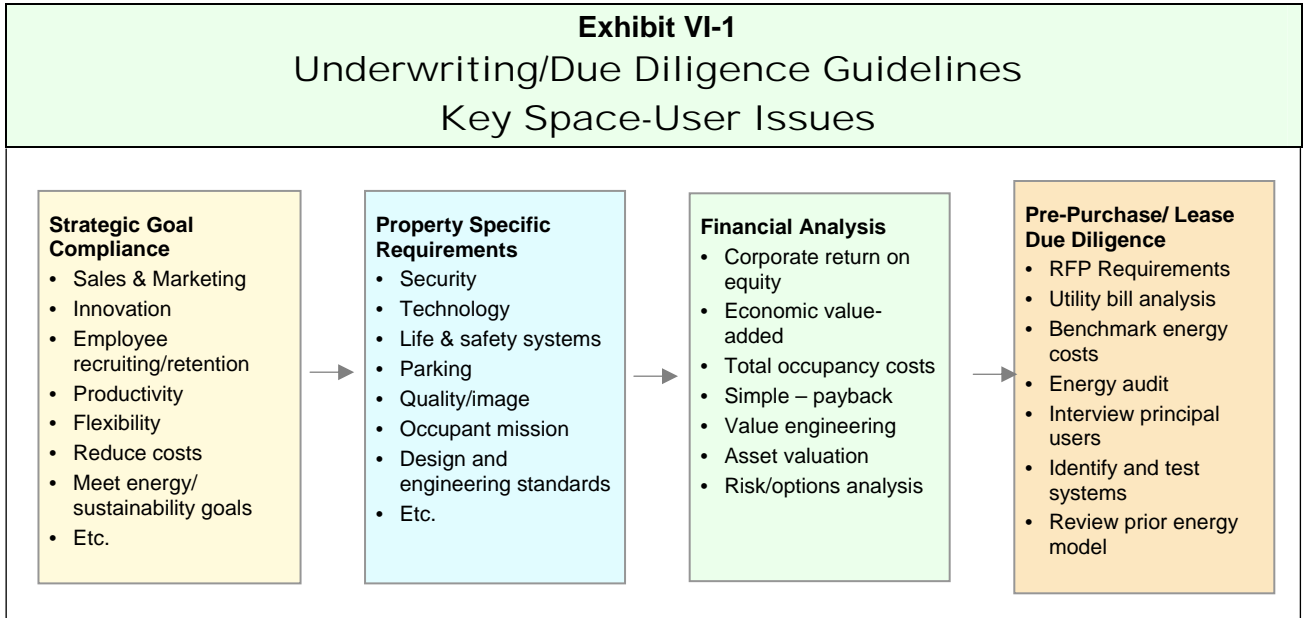 Exhibit VI-1
Underwriting/Due Diligence Guidelines
Key Space-User Issues
Strategic Goal
Compliance
• Sales & Marketing
• Innovation
• Employee
recruiting/retention
• Productivity
• Flexibility
• Reduce costs
• Meet energy/
sustainability goals
• Etc.
Property Specific
Requirements
• Security
• Technology
• Life & safety systems
• Parking
• Quality/image
• Occupant mission
• Design and
engineering standards
• Etc.
Financial Analysis
• Corporate return on
equity
• Economic value-
added
• Total occupancy costs
• Simple – payback
• Value engineering
• Asset valuation
• Risk/options analysis
Pre-Purchase/ Lease
Due Diligence
• RFP Requirements
• Utility bill analysis
• Benchmark energy
costs
• Energy audit
• Interview principal
users
• Identify and test
systems
• Review prior energy
model